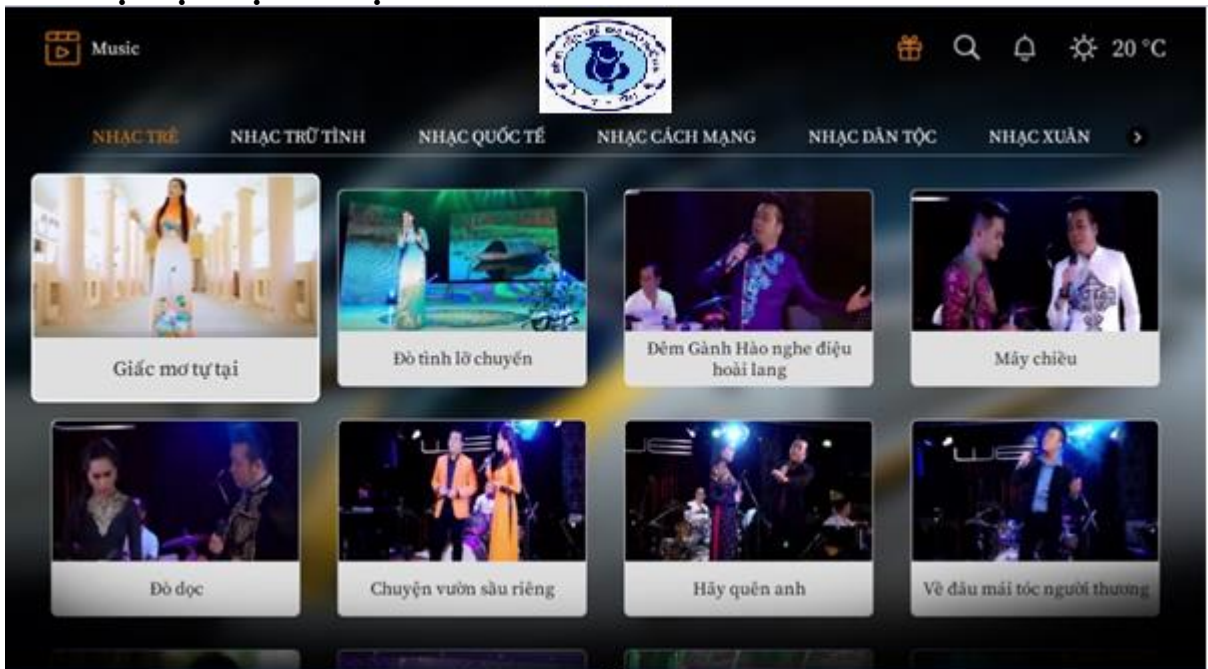 Music
20 °C
NHẠC TRẺ NHẠC TRỮ TÌNH NHẠC QUỐC TẾ NHẠC CÁCH MẠNG NHẠC DÂN TỘC NHẠC XUÂN
Giấc mơ tự tại
Đò tình lỡ chuyến
Đêm Gành Hào nghe điệu
hoài lang
Mây chiều
Đò dọc
Chuyện vườn sầu riêng
Hãy quên anh
Về đâu mái tóc người thương